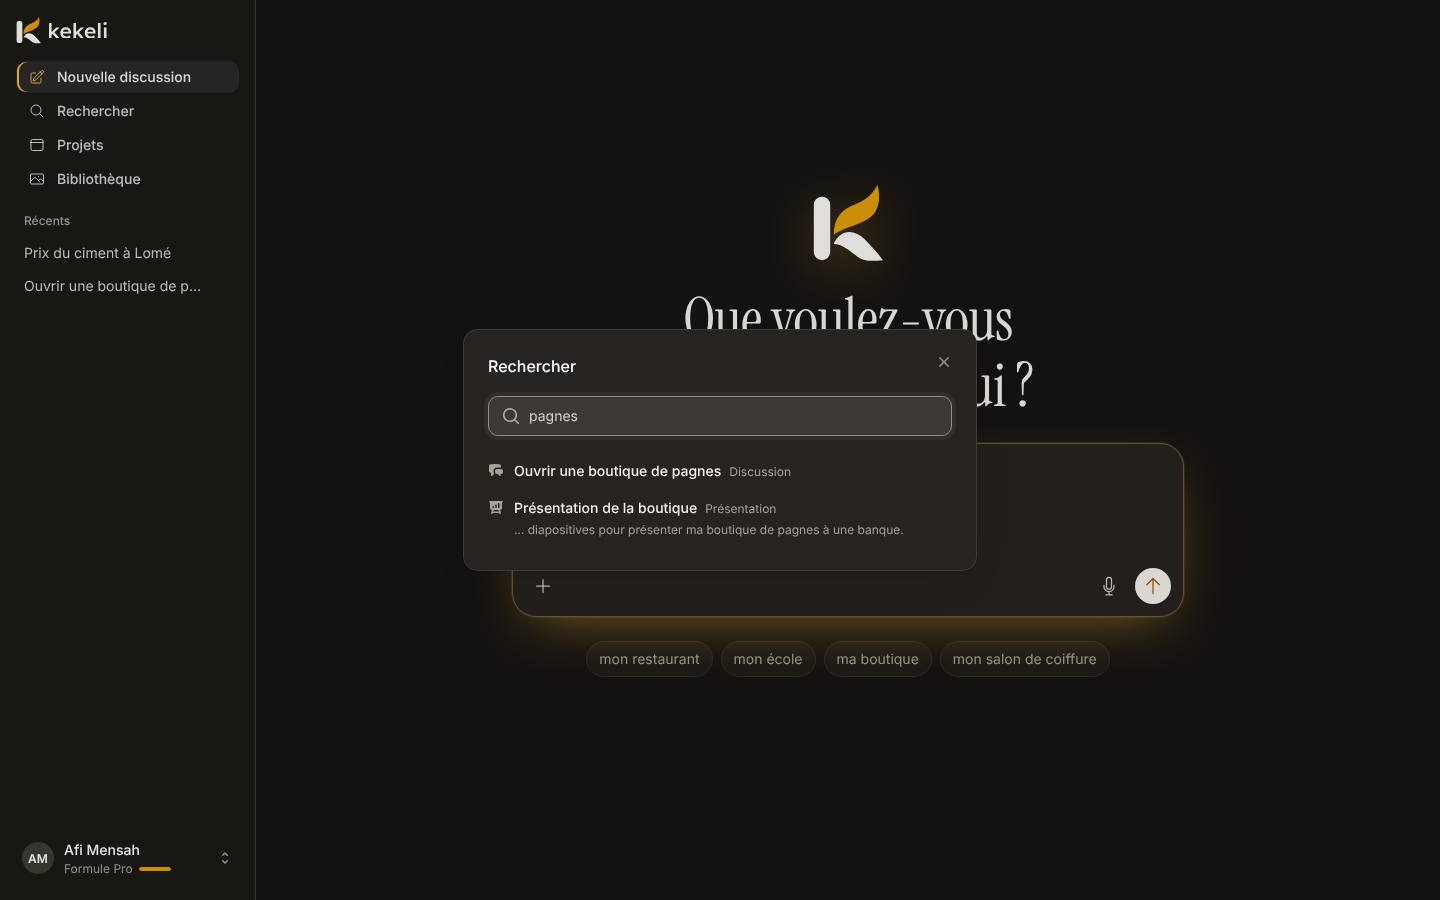 kekeli
Nouvelle discussion
Rechercher
Projets
Bibliothèque
Récents
Prix du ciment à Lomé
Ouvrir une boutique de p...
AM
Afi Mensah
Formule Pro
Que voulez-vous
ui ?
Rechercher
pagnes
Ouvrir une boutique de pagnes Discussion
Présentation de la boutique Présentation
... diapositives pour présenter ma boutique de pagnes à une banque.
mon restaurant
mon école
ma boutique
mon salon de coiffure